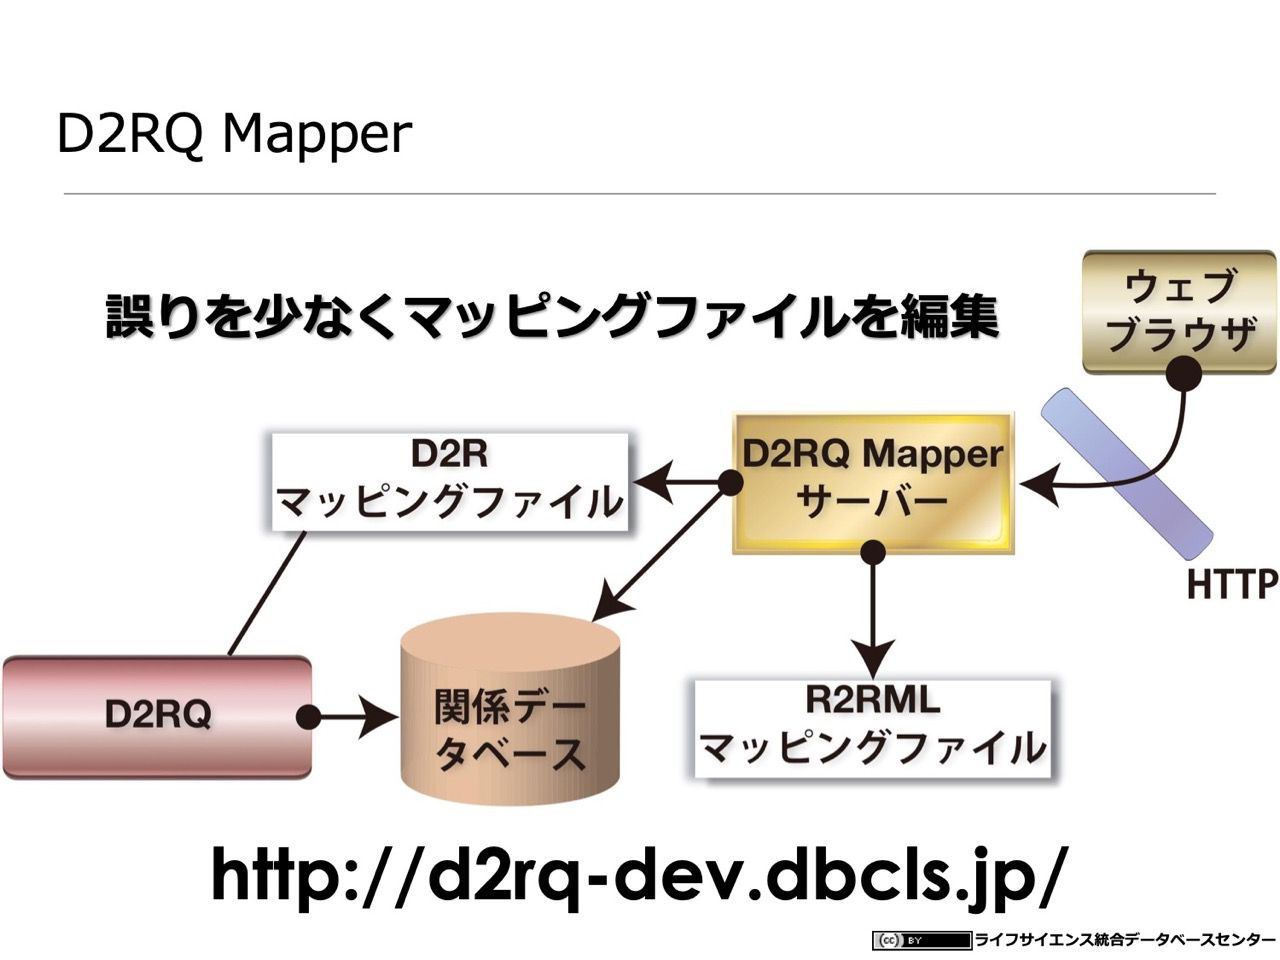 D2RQ Mapper
誤りを少なくマッピングファイルを編集
ウェブ
ブラウザ
D2R
マッピングファイル
D2RQ Mapper
サーバー
HTTP
D2RQ
関係デー
タベース
R2RML
マッピングファイル
http://d2rq-dev.dbcls.jp/
cc BY ライフサイエンス統合データベースセンター